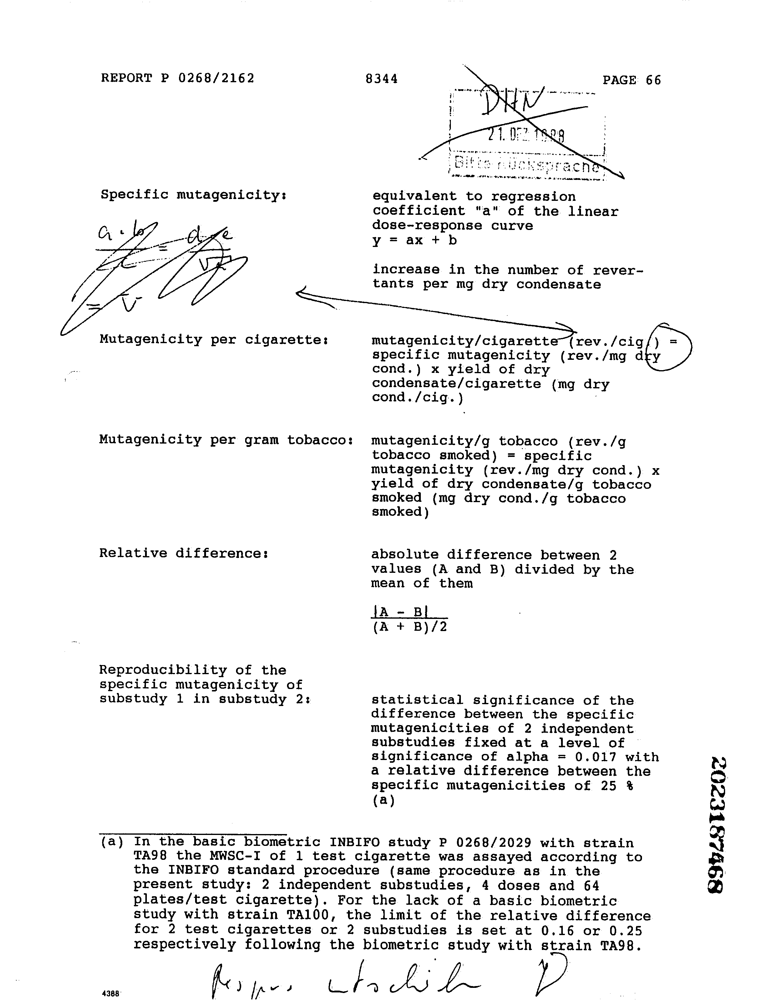 REPORT P 0268/2162 8344 PAGE 66
DHN
21. DEZ. 1988
Bitte Rücksprache
Specific mutagenicity: equivalent to regression
coefficient "a" of the linear
dose-response curve
y = ax + b
increase in the number of rever-
tants per mg dry condensate
Mutagenicity per cigarette: mutagenicity/cigarette (rev./cig.) =
specific mutagenicity (rev./mg dry
cond.) x yield of dry
condensate/cigarette (mg dry
cond./cig.)
Mutagenicity per gram tobacco: mutagenicity/g tobacco (rev./g
tobacco smoked) = specific
mutagenicity (rev./mg dry cond.) x
yield of dry condensate/g tobacco
smoked (mg dry cond./g tobacco
smoked)
Relative difference: absolute difference between 2
values (A and B) divided by the
mean of them
|A - B|
(A + B)/2
Reproducibility of the
specific mutagenicity of
substudy 1 in substudy 2: statistical significance of the
difference between the specific
mutagenicities of 2 independent
substudies fixed at a level of
significance of alpha = 0.017 with
a relative difference between the
specific mutagenicities of 25 %
(a)
(a) In the basic biometric INBIFO study P 0268/2029 with strain
TA98 the MWSC-I of 1 test cigarette was assayed according to
the INBIFO standard procedure (same procedure as in the
present study: 2 independent substudies, 4 doses and 64
plates/test cigarette). For the lack of a basic biometric
study with strain TA100, the limit of the relative difference
for 2 test cigarettes or 2 substudies is set at 0.16 or 0.25
respectively following the biometric study with strain TA98.
4388
2023187468